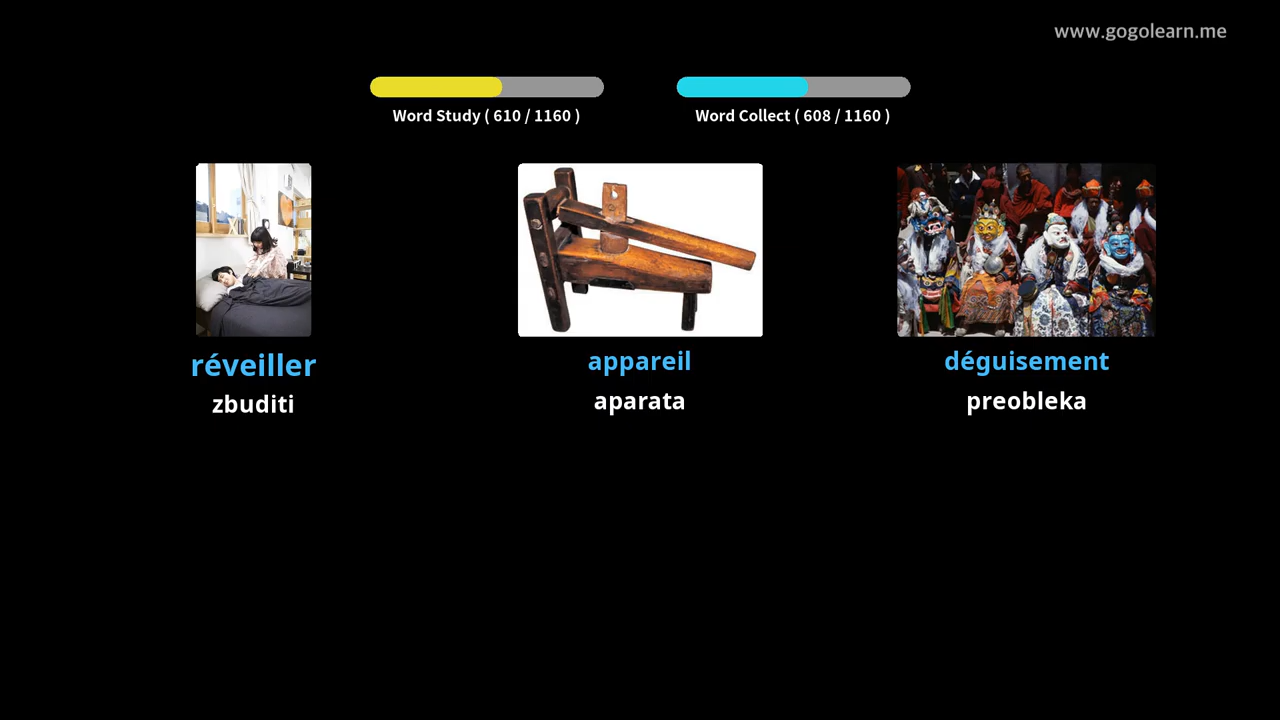 www.gogolearn.me
Word Study ( 610 / 1160 )
Word Collect ( 608 / 1160 )
réveiller
zbuditi
appareil
aparata
déguisement
preobleka